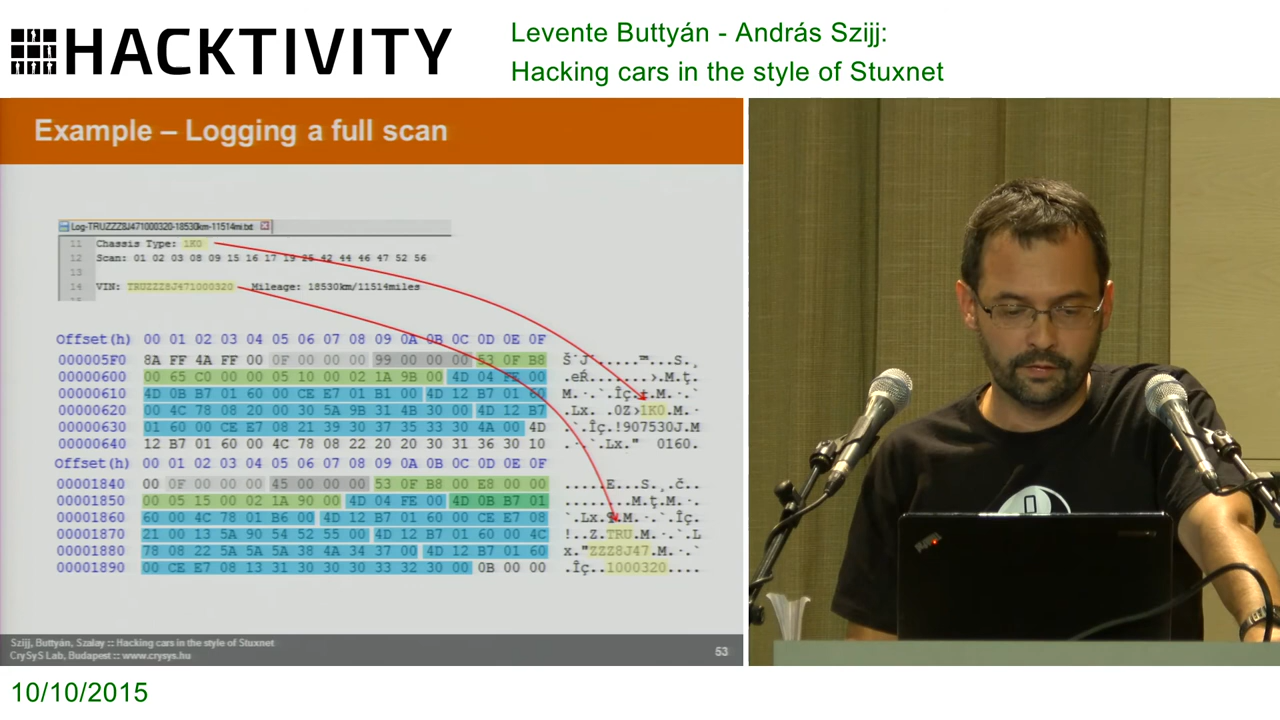 HACKTIVITY
Levente Buttyán - András Szijj:
Hacking cars in the style of Stuxnet
Example – Logging a full scan
Log-TRUZZZ8J471000320-18530km-11514mi.txt
11 Chassis Type: 1K0
12 Scan: 01 02 03 08 09 15 16 17 19 25 42 44 46 47 52 56
13
14 VIN: TRUZZZ8J471000320 Mileage: 18530km/11514miles
Offset(h) 00 01 02 03 04 05 06 07 08 09 0A 0B 0C 0D 0E 0F
000005F0 8A FF 4A FF 00 0F 00 00 00 99 00 00 00 53 0F B8
00000600 00 65 C0 00 00 05 10 00 02 1A 9B 00 4D 04 FE 00
00000610 4D 0B B7 01 60 00 CE E7 01 B1 00 4D 12 B7 01 60
00000620 00 4C 78 08 20 00 30 5A 9B 31 4B 30 00 4D 12 B7
00000630 01 60 00 CE E7 08 21 39 30 37 35 33 30 4A 00 4D
00000640 12 B7 01 60 00 4C 78 08 22 20 20 30 31 36 30 10
Offset(h) 00 01 02 03 04 05 06 07 08 09 0A 0B 0C 0D 0E 0F
00001840 00 0F 00 00 00 45 00 00 00 53 0F B8 00 E8 00 00
00001850 00 05 15 00 02 1A 90 00 4D 04 FE 00 4D 0B B7 01
00001860 60 00 4C 78 01 B6 00 4D 12 B7 01 60 00 CE E7 08
00001870 21 00 13 5A 90 54 52 55 00 4D 12 B7 01 60 00 4C
00001880 78 08 22 5A 5A 5A 38 4A 34 37 00 4D 12 B7 01 60
00001890 00 CE E7 08 13 31 30 30 30 33 32 30 00 0B 00 00
Szijj, Buttyán, Szalay :: Hacking cars in the style of Stuxnet
CrySyS Lab, Budapest :: www.crysys.hu
53
10/10/2015